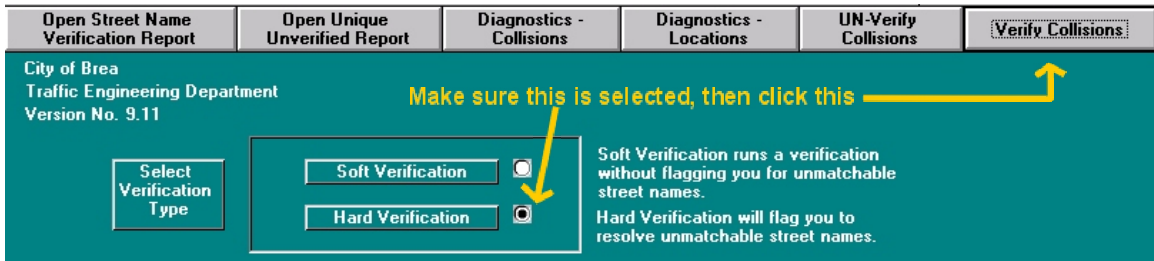 Open Street Name
Verification Report
Open Unique
Unverified Report
Diagnostics -
Collisions
Diagnostics -
Locations
UN-Verify
Collisions
Verify Collisions
City of Brea
Traffic Engineering Department
Version No. 9.11
Make sure this is selected, then click this
Select
Verification
Type
Soft Verification
Hard Verification
Soft Verification runs a verification
without flagging you for unmatchable
street names.
Hard Verification will flag you to
resolve unmatchable street names.